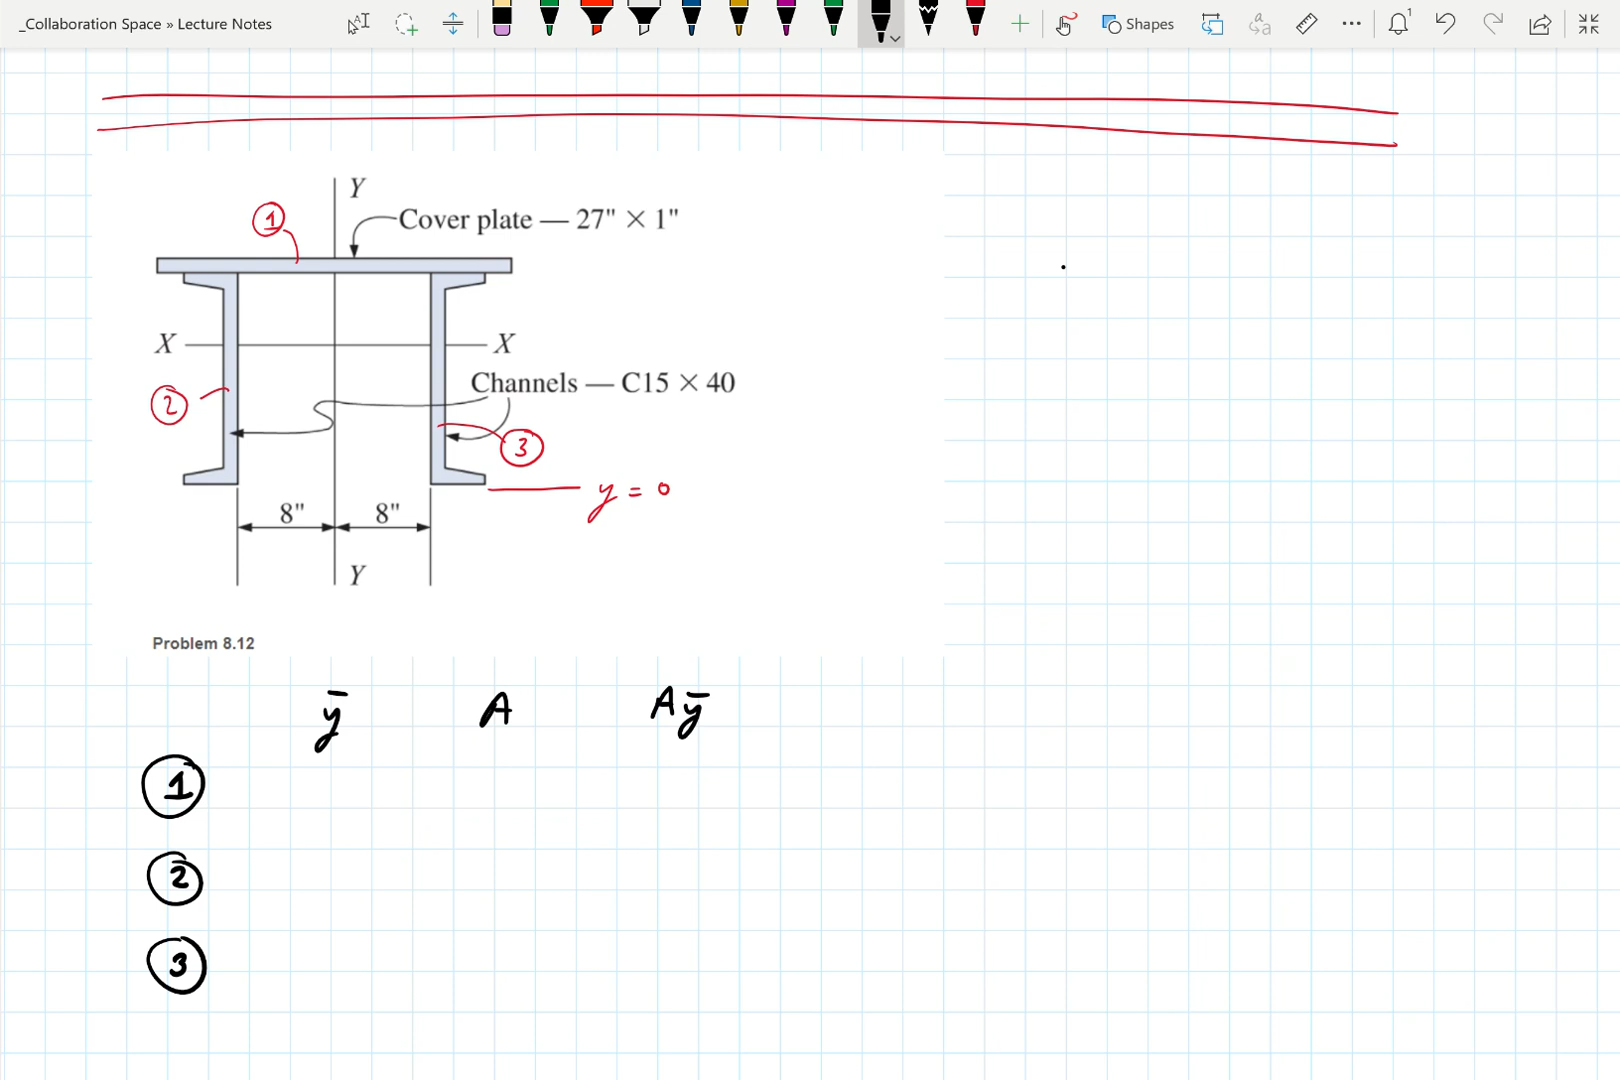 _Collaboration Space » Lecture Notes
Shapes
1
Y
① Cover plate — 27" × 1"
X X
Channels — C15 × 40
②
③
y = 0
8" 8"
Y
Problem 8.12
ȳ A Aȳ
①
②
③